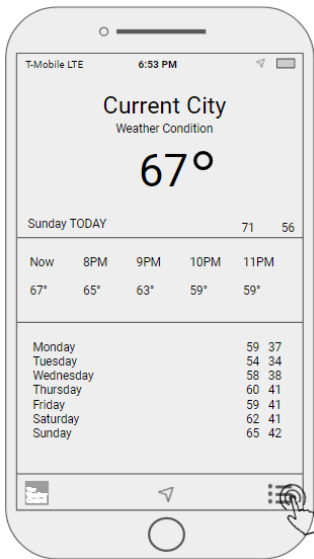 T-Mobile LTE 6:53 PM
Current City
Weather Condition
67°
Sunday TODAY 71 56
Now 8PM 9PM 10PM 11PM
67° 65° 63° 59° 59°
Monday 59 37
Tuesday 54 34
Wednesday 58 38
Thursday 60 41
Friday 59 41
Saturday 62 41
Sunday 65 42